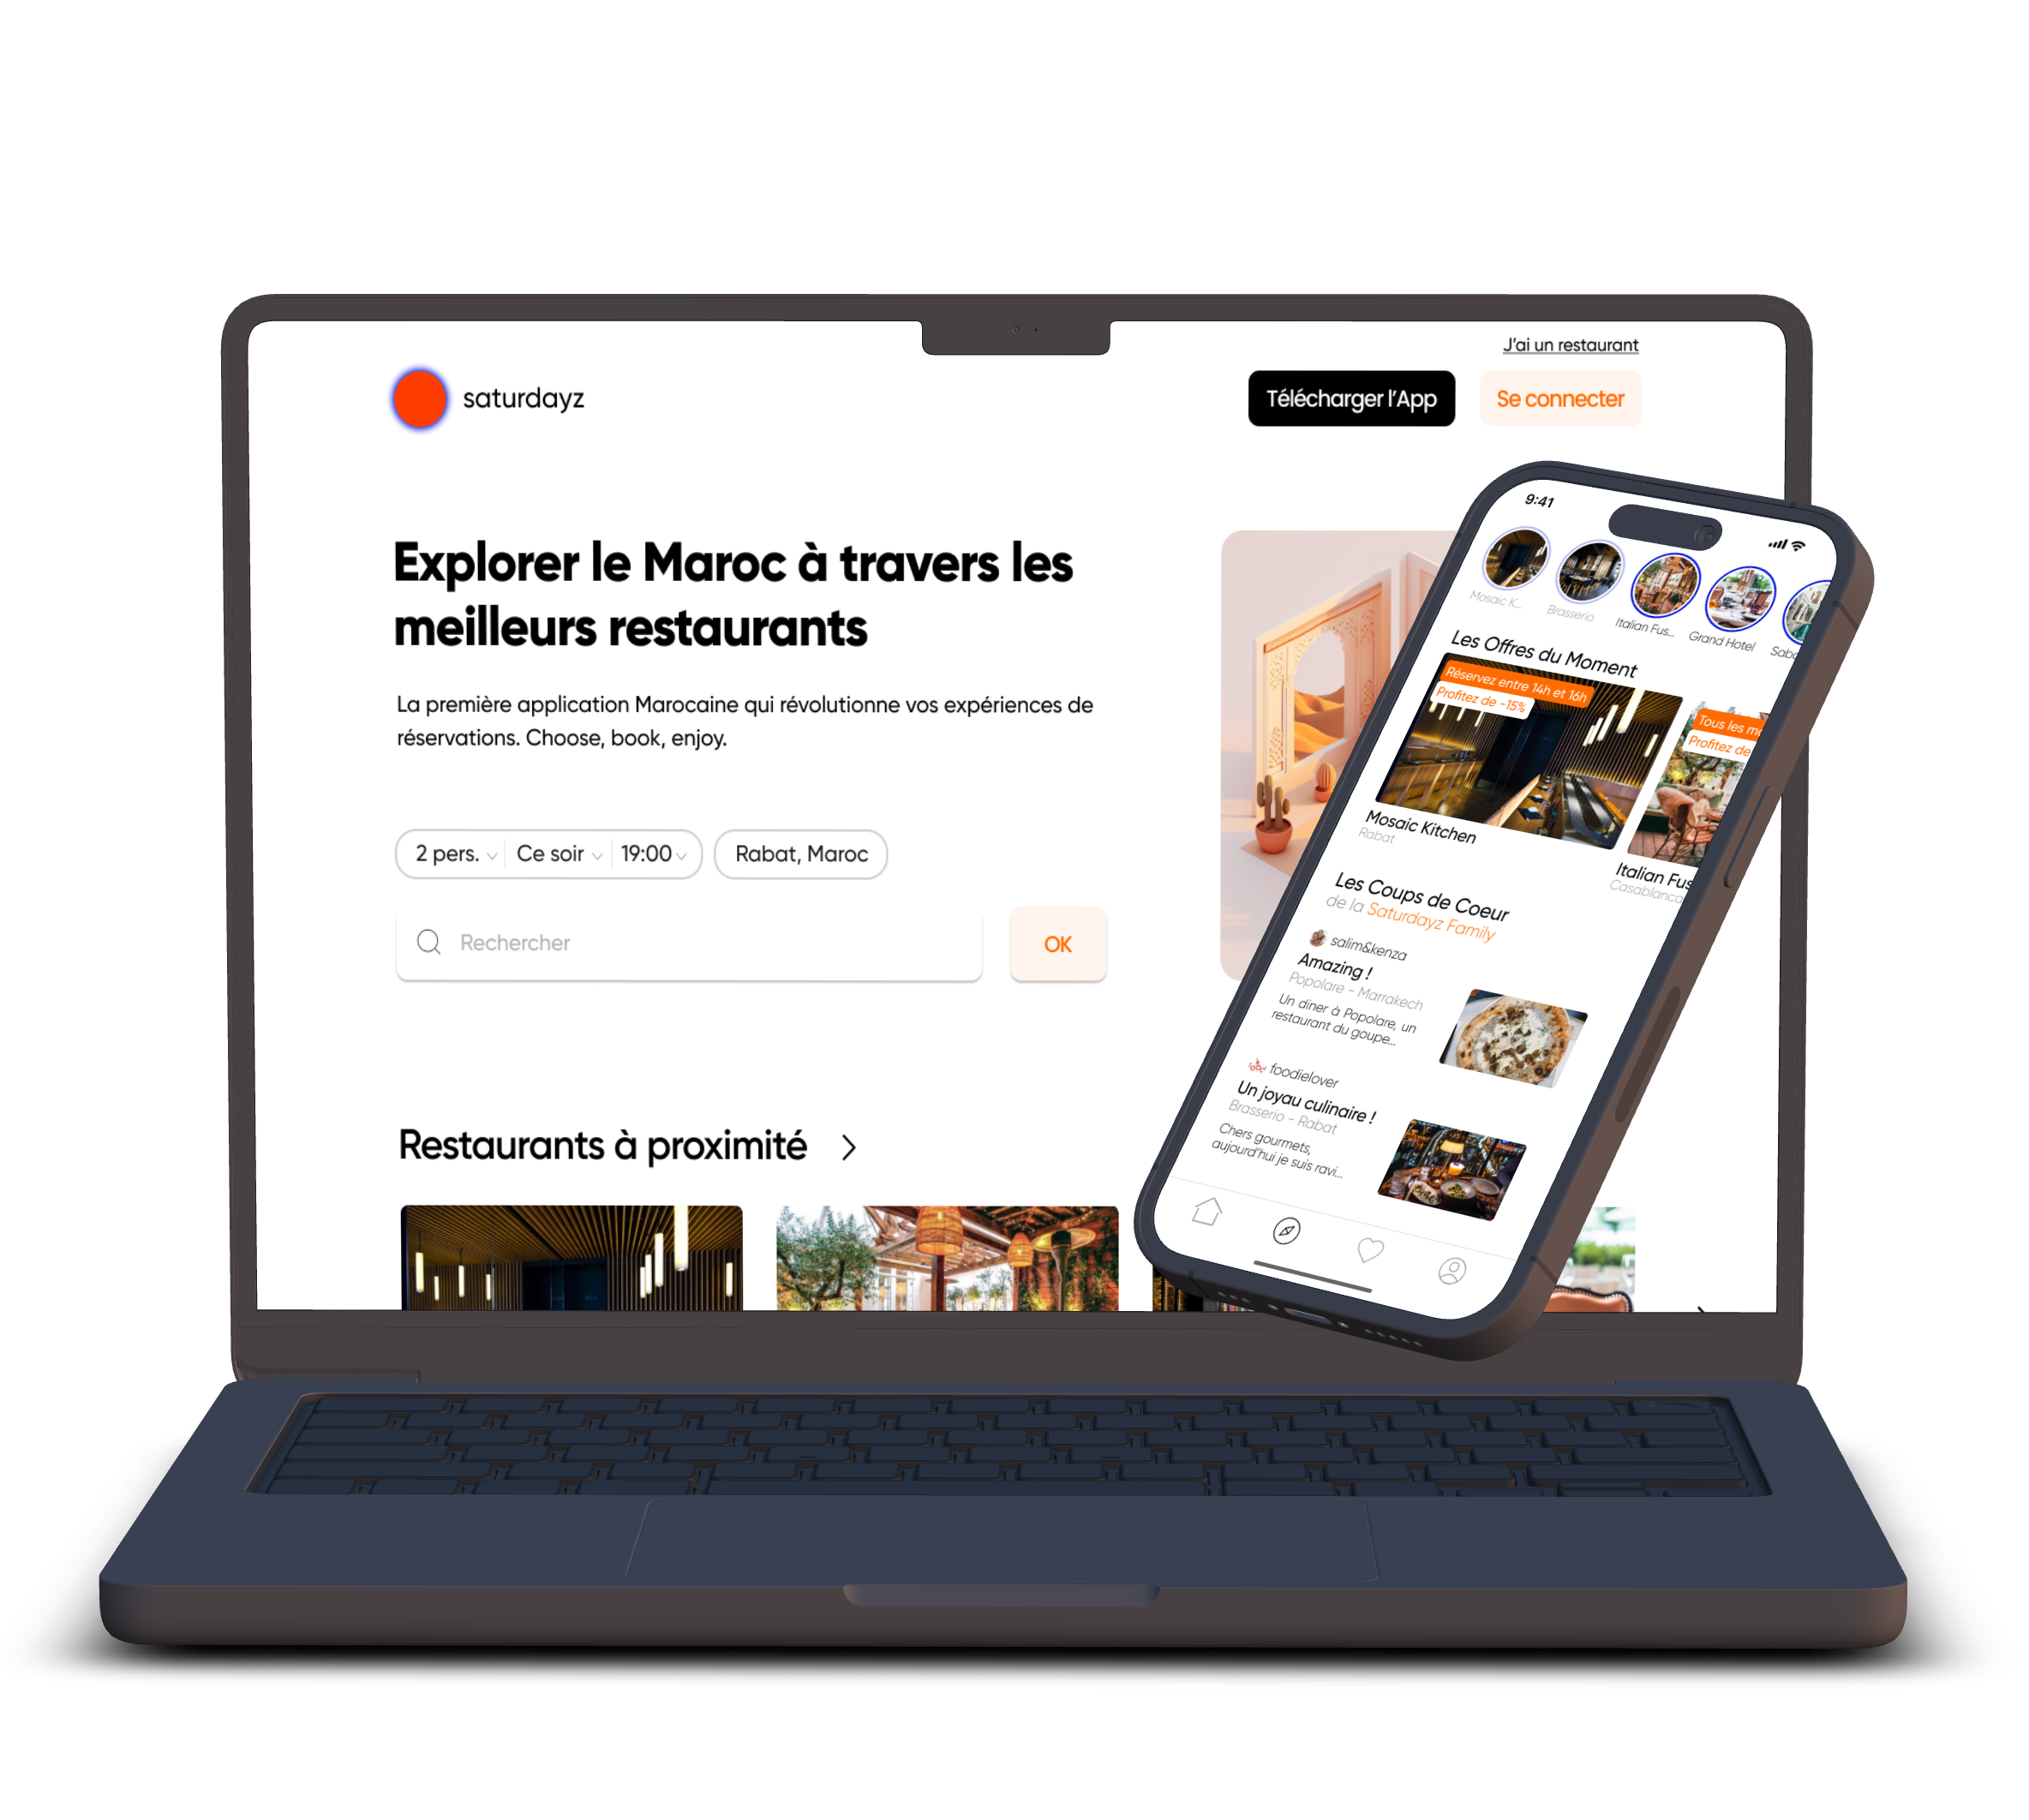 J'ai un restaurant
saturdayz
Télécharger l'App
Se connecter
Explorer le Maroc à travers les
meilleurs restaurants
La première application Marocaine qui révolutionne vos expériences de
réservations. Choose, book, enjoy.
2 pers.
Ce soir
19:00
Rabat, Maroc
Rechercher
OK
Restaurants à proximité
9:41
Mosaic K...
Brasserio
Italian Fus...
Grand Hotel
Les Offres du Moment
Réservez entre 14h et 16h
Profitez de -15%
Tous les
Profitez de
Mosaic Kitchen
Rabat
Italian Fus
Casablanca
Les Coups de Coeur
de la Saturdayz Family
salim&kenza
Amazing !
Popolare - Marrakech
Un diner à Popolare, un
restaurant du goupe...
foodielover
Un joyau culinaire !
Brasserio - Rabat
Chers gourmets,
aujourd'hui je suis ravi...